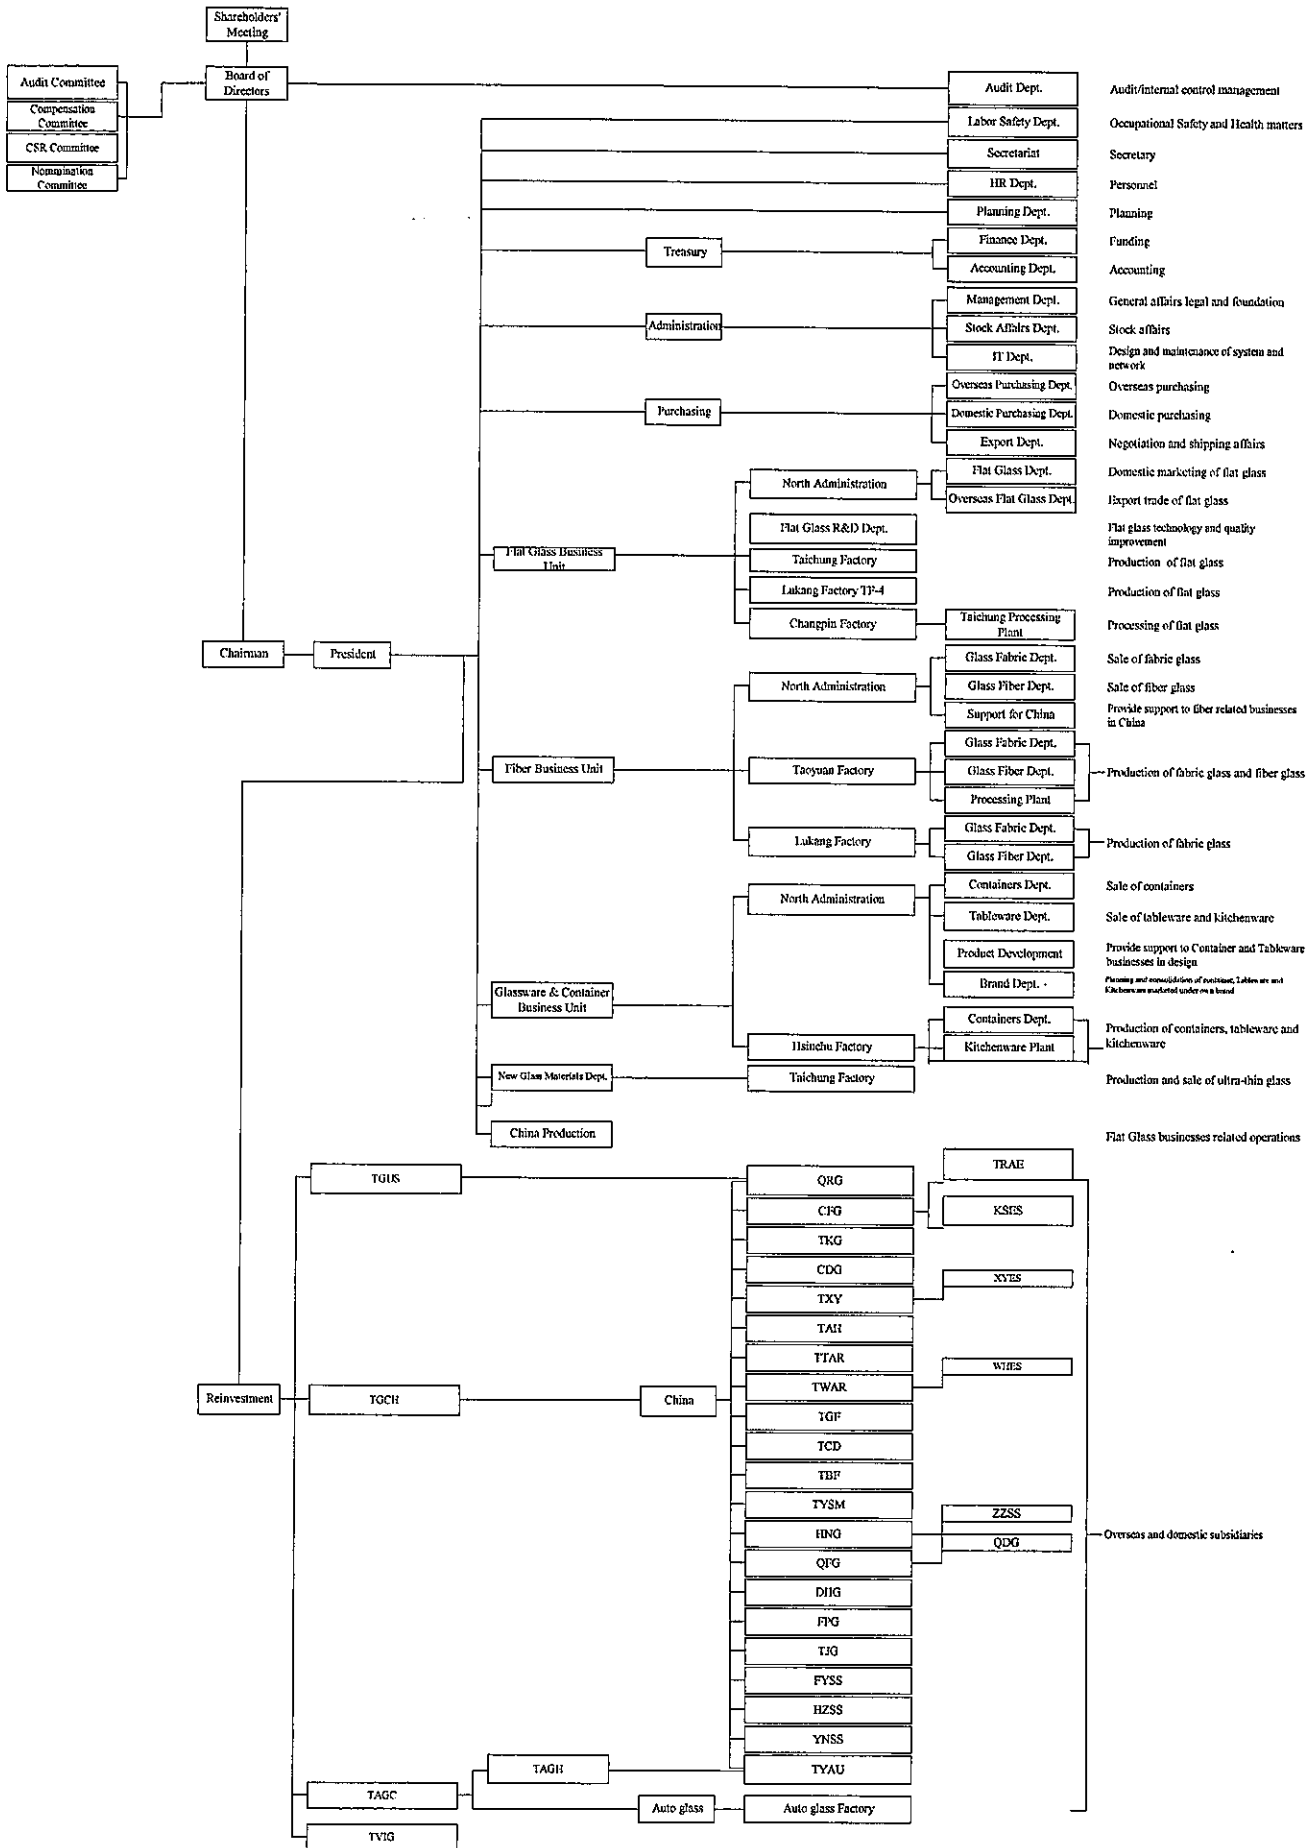 Shareholders'
Meeting
Board of
Directors
Audit Committee
Compensation
Committee
CSR Committee
Nommination
Committee
Audit Dept.
Audit/internal control management
Labor Safety Dept.
Occupational Safety and Health matters
Secretariat
Secretary
HR Dept.
Personnel
Planning Dept.
Planning
Treasury
Finance Dept.
Funding
Accounting Dept.
Accounting
Administration
Management Dept.
General affairs legal and foundation
Stock Affairs Dept.
Stock affairs
IT Dept.
Design and maintenance of system and
network
Purchasing
Overseas Purchasing Dept.
Overseas purchasing
Domestic Purchasing Dept.
Domestic purchasing
Export Dept.
Negotiation and shipping affairs
Flat Glass Business
Unit
North Administration
Flat Glass Dept.
Domestic marketing of flat glass
Overseas Flat Glass Dept.
Export trade of flat glass
Flat Glass R&D Dept.
Flat glass technology and quality
improvement
Taichung Factory
Production of flat glass
Lukang Factory TF-4
Production of flat glass
Changpin Factory
Taichung Processing
Plant
Processing of flat glass
Chairman
President
Fiber Business Unit
North Administration
Glass Fabric Dept.
Sale of fabric glass
Glass Fiber Dept.
Sale of fiber glass
Support for China
Provide support to fiber related businesses
in China
Taoyuan Factory
Glass Fabric Dept.
Glass Fiber Dept.
Processing Plant
Production of fabric glass and fiber glass
Lukang Factory
Glass Fabric Dept.
Glass Fiber Dept.
Production of fabric glass
Glassware & Container
Business Unit
North Administration
Containers Dept.
Sale of containers
Tableware Dept.
Sale of tableware and kitchenware
Product Development
Provide support to Container and Tableware
businesses in design
Brand Dept.
Planning and consolidation of container, Tableware and
Kitchenware marketed under own brand
Hsinchu Factory
Containers Dept.
Kitchenware Plant
Production of containers, tableware and
kitchenware
New Glass Materials Dept.
Taichung Factory
Production and sale of ultra-thin glass
China Production
Flat Glass businesses related operations
Reinvestment
TGUS
TGCH
China
QRG
CFG
TRAE
KSES
TKG
CDG
TXY
XYES
TAH
TTAR
TWAR
WHES
TGF
TCD
TBF
TYSM
HNG
ZZSS
QFG
QDG
DHG
FPG
TJG
FYSS
HZSS
YNSS
TYAU
Overseas and domestic subsidiaries
TAGH
TAGC
Auto glass
Auto glass Factory
TVIG